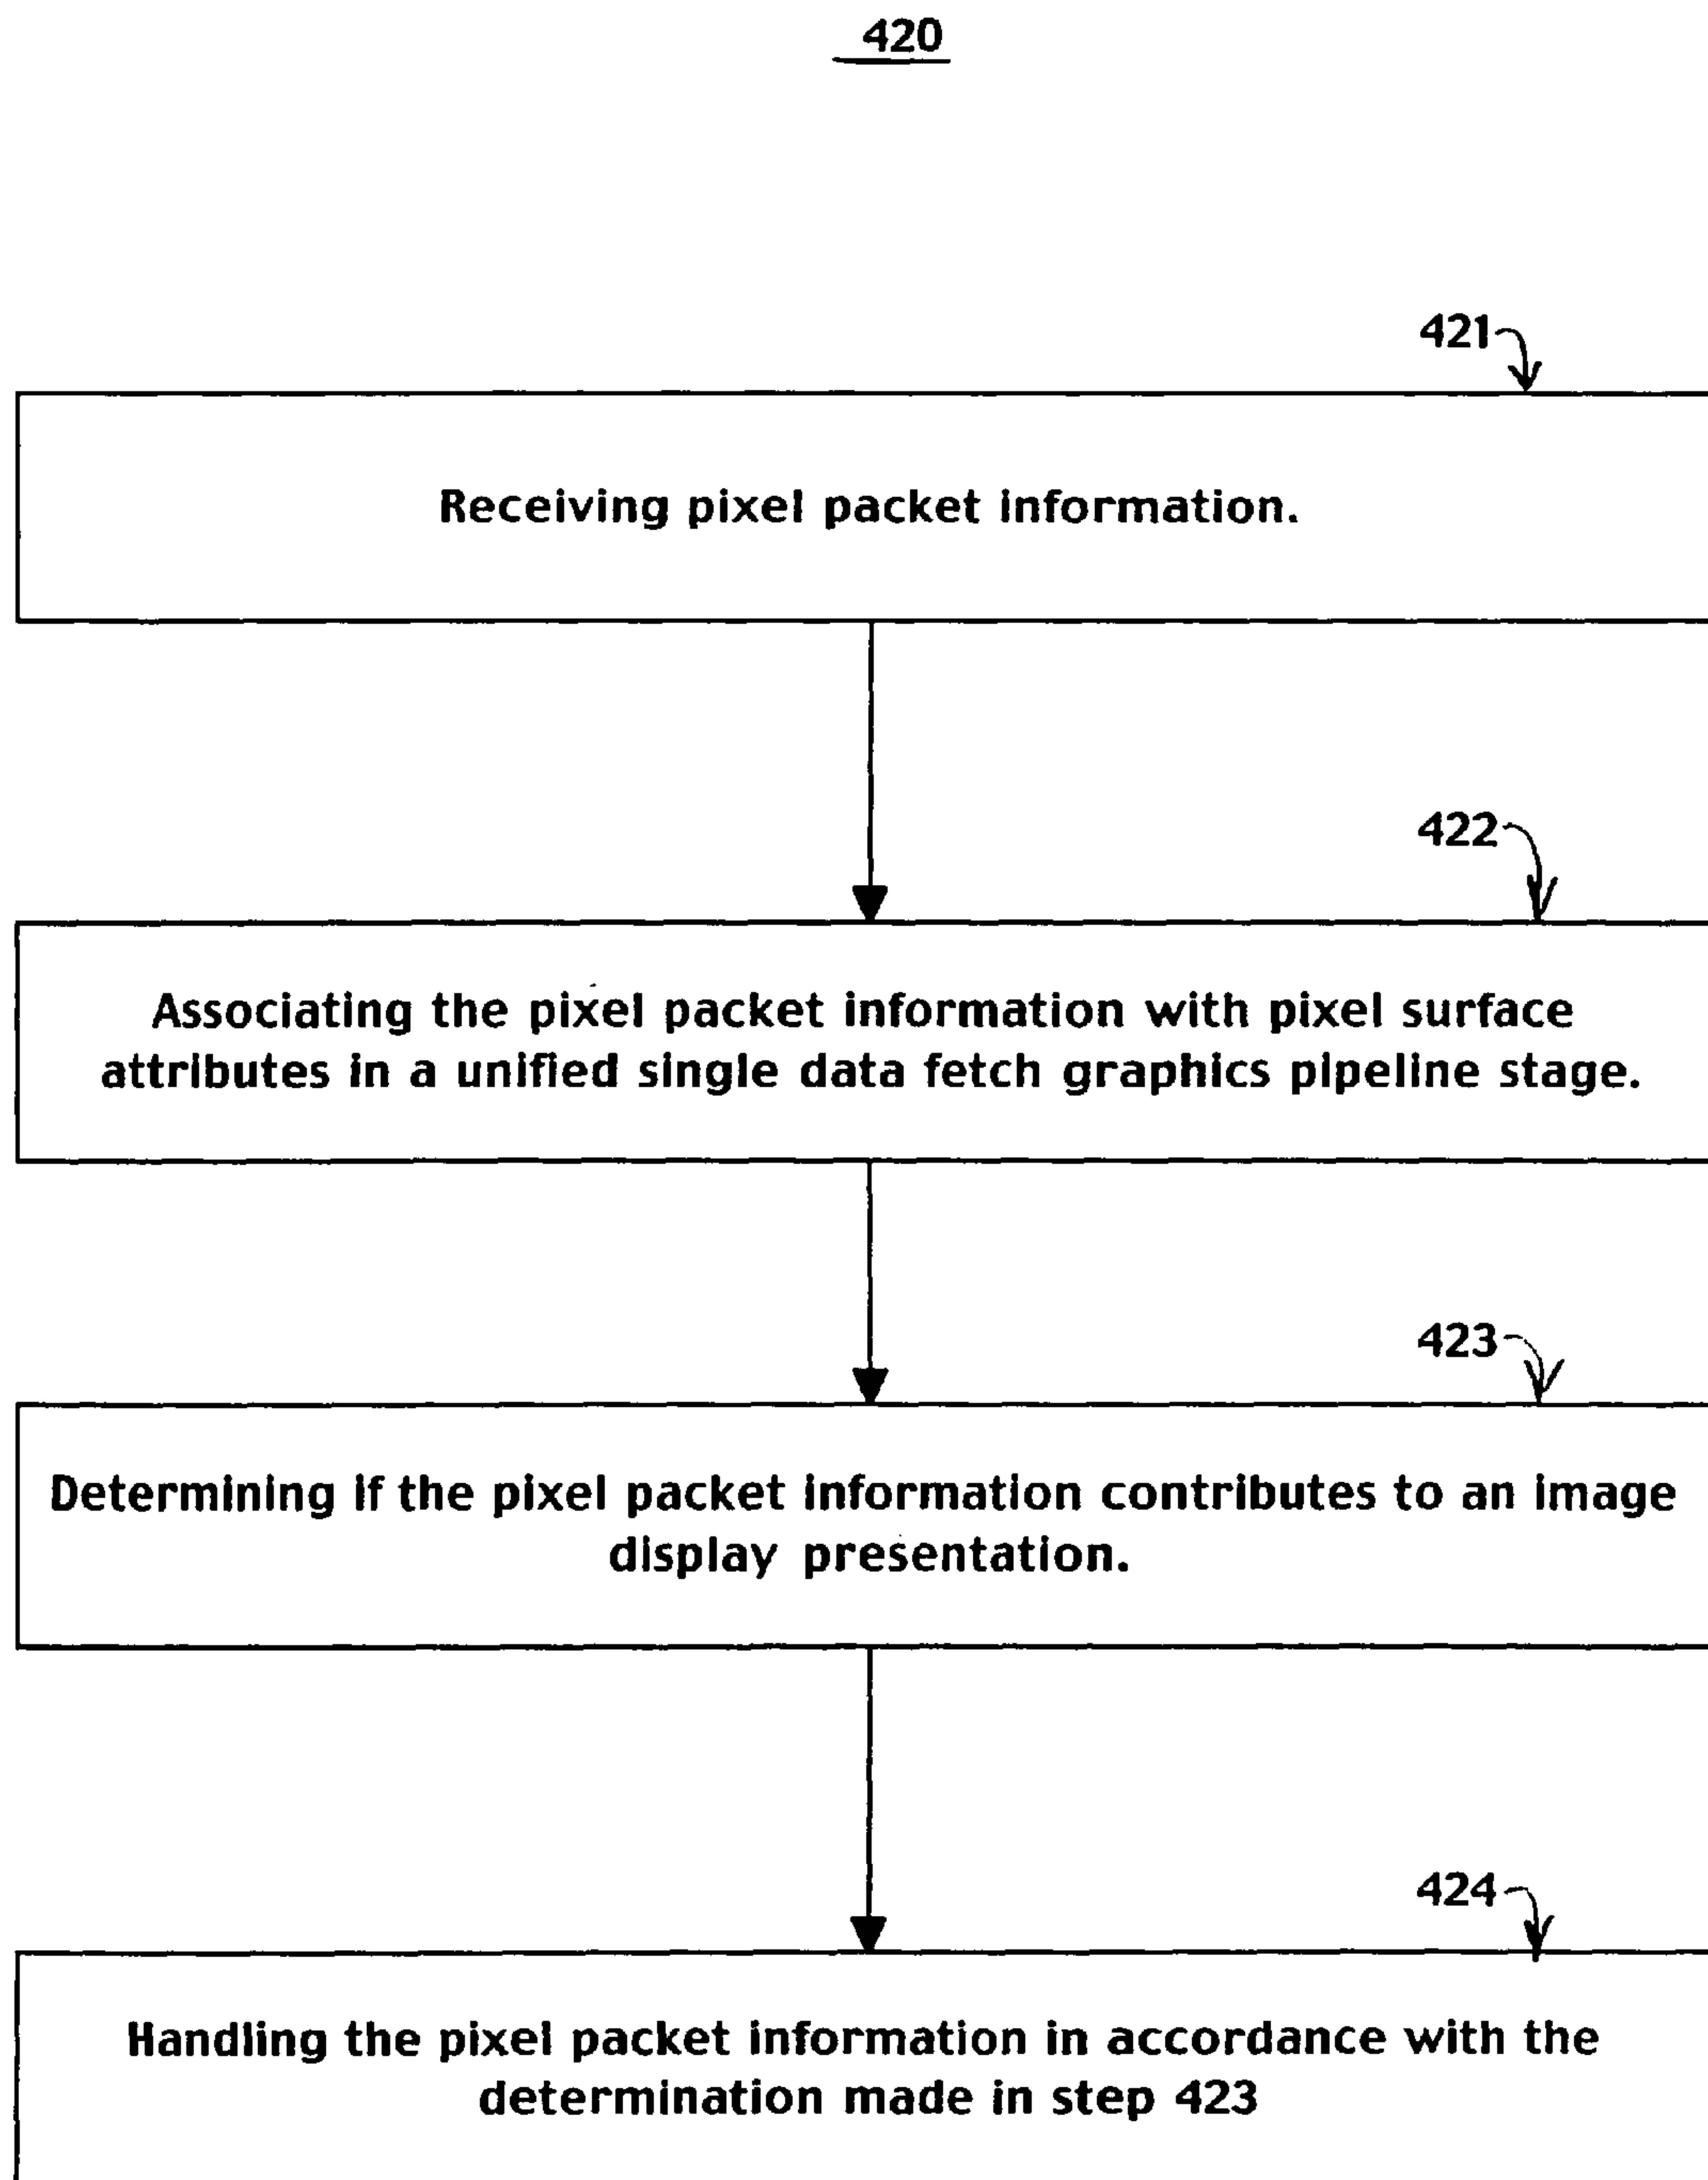 420
421
Receiving pixel packet information.
422
Associating the pixel packet information with pixel surface
attributes in a unified single data fetch graphics pipeline stage.
423
Determining if the pixel packet information contributes to an image
display presentation.
424
Handling the pixel packet information in accordance with the
determination made in step 423